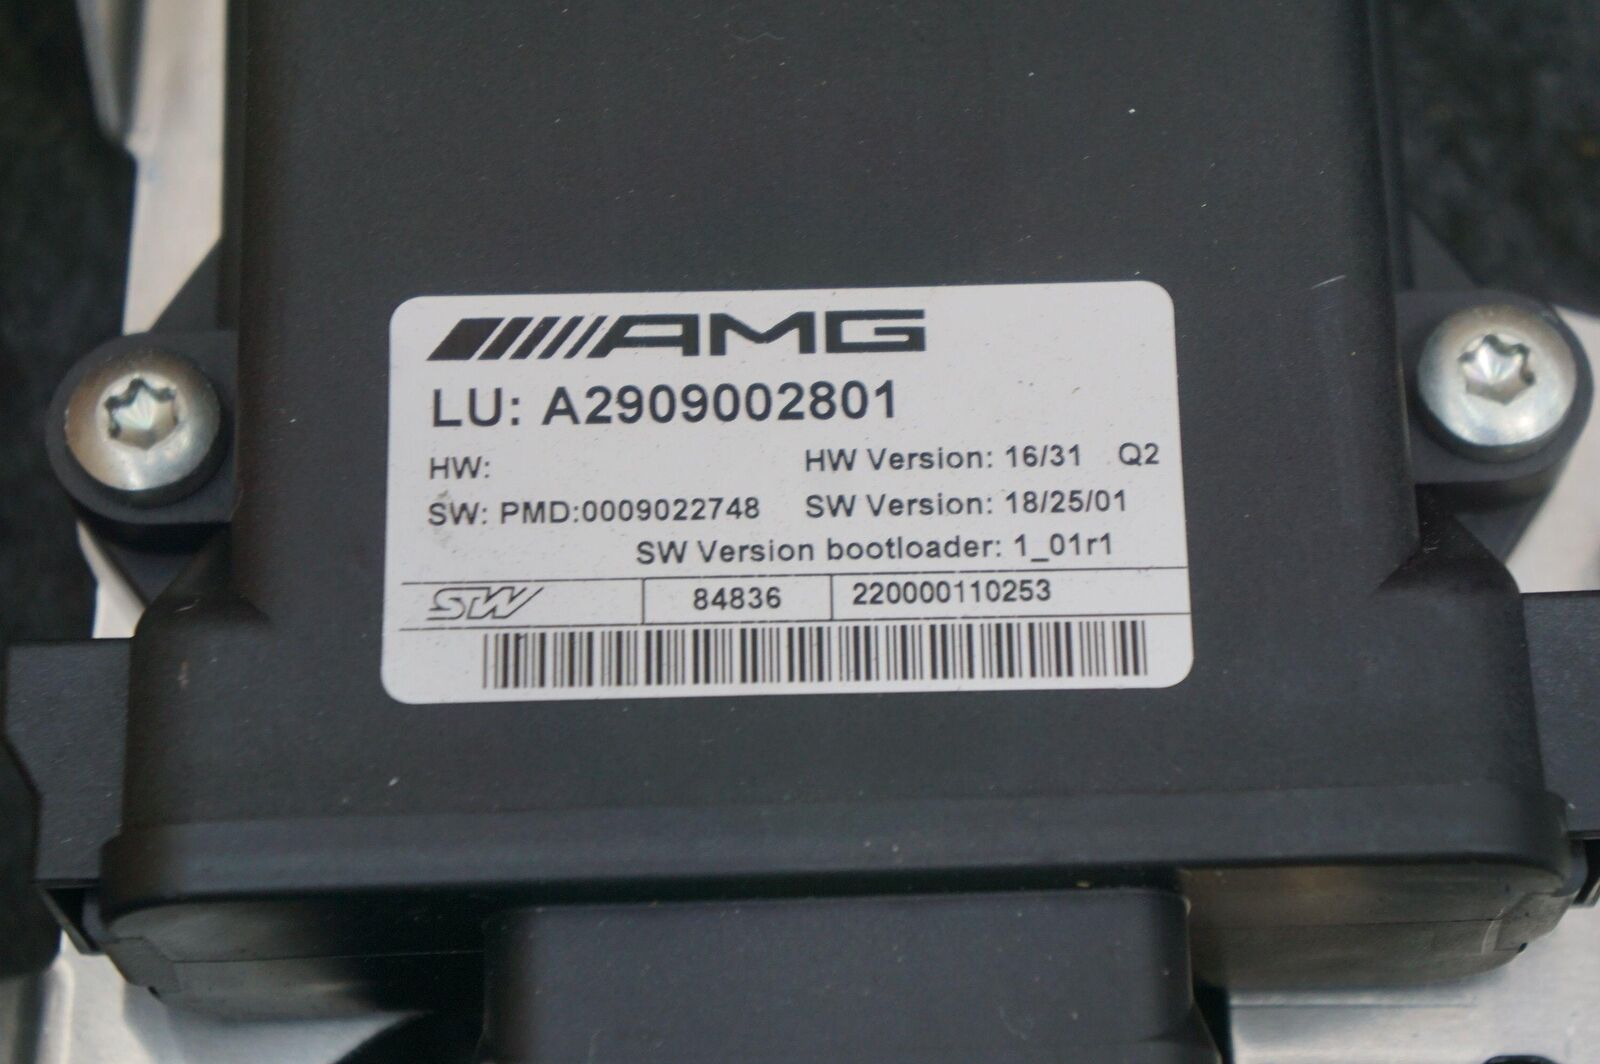 AMG
LU: A2909002801
HW: HW Version: 16/31 Q2
SW: PMD:0009022748 SW Version: 18/25/01
SW Version bootloader: 1_01r1
STW 84836 220000110253